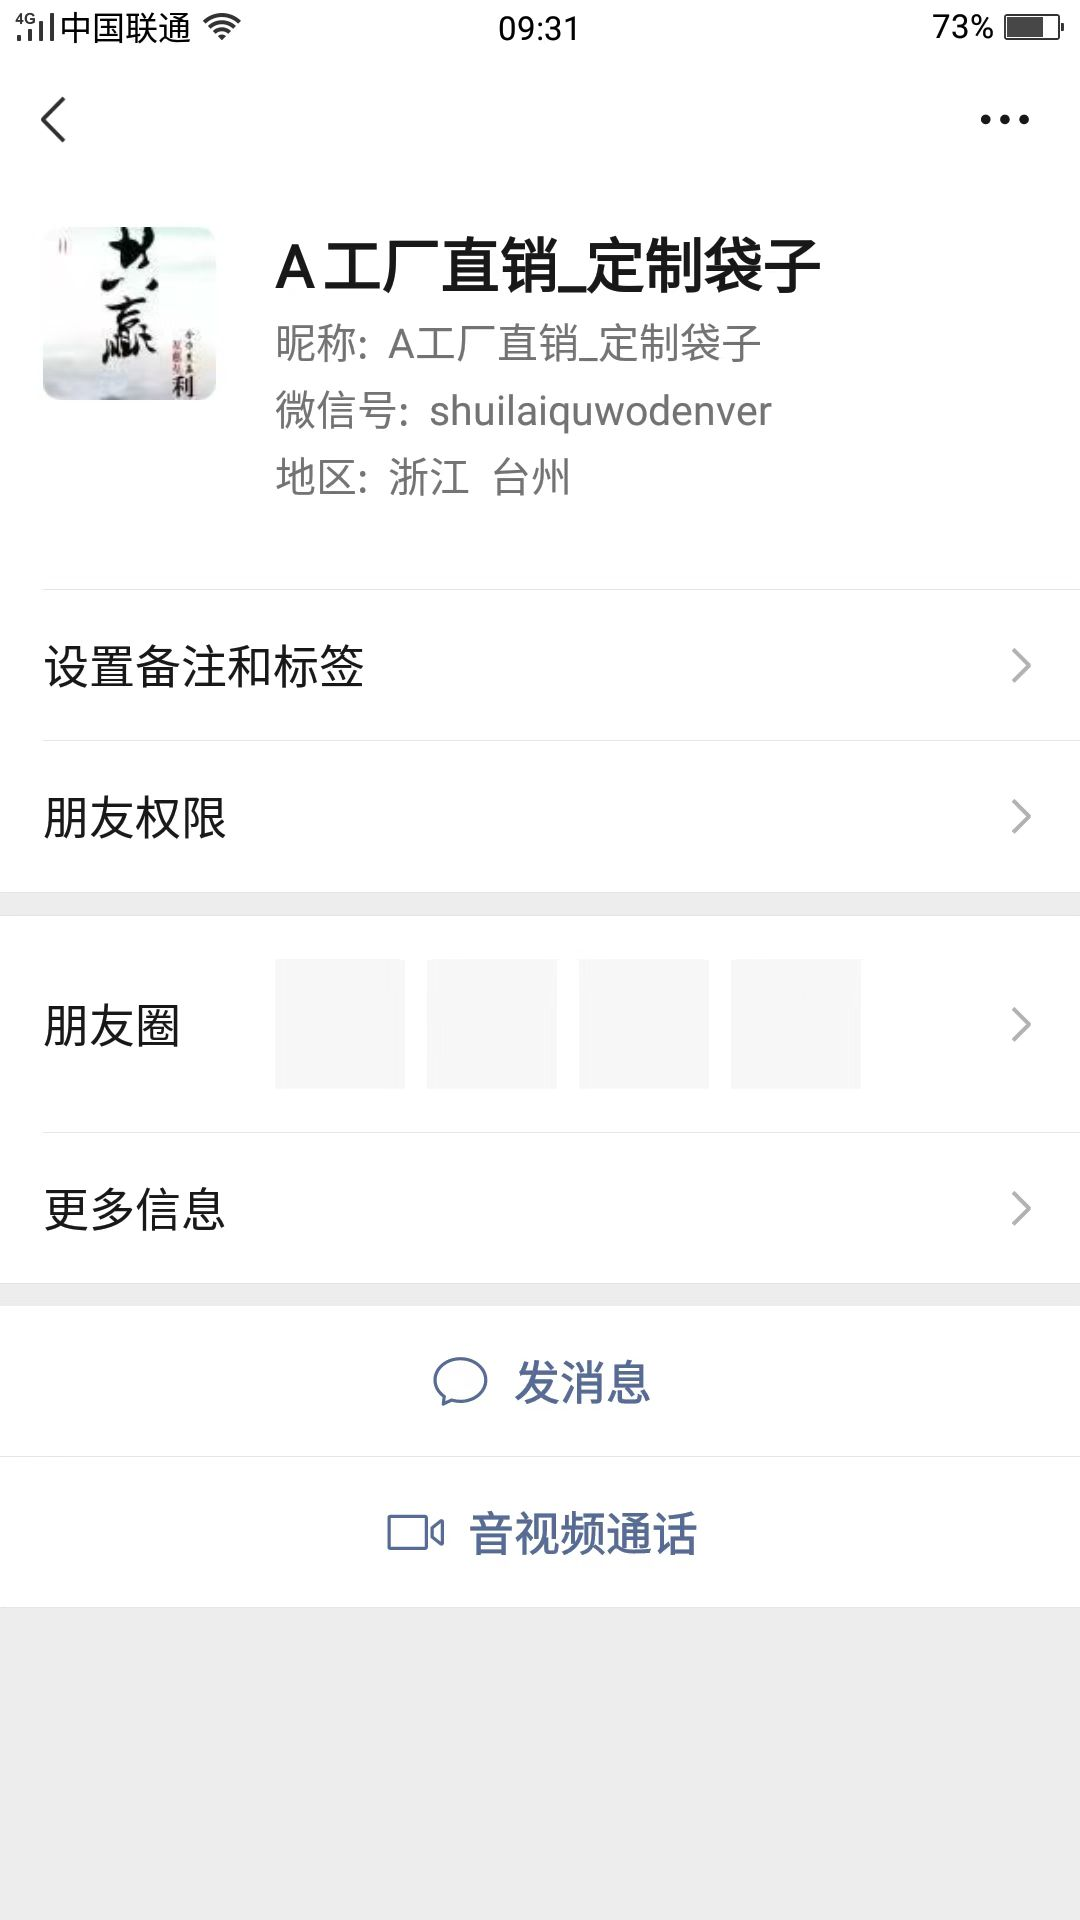 4G 中国联通 09:31 73%
共赢
利
A 工厂直销_定制袋子
昵称: A工厂直销_定制袋子
微信号: shuilaiquwodenver
地区: 浙江 台州
设置备注和标签
朋友权限
朋友圈
更多信息
发消息
音视频通话